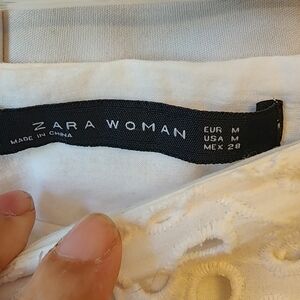 ZARA WOMAN
MADE IN CHINA
EUR M
USA M
MEX 28